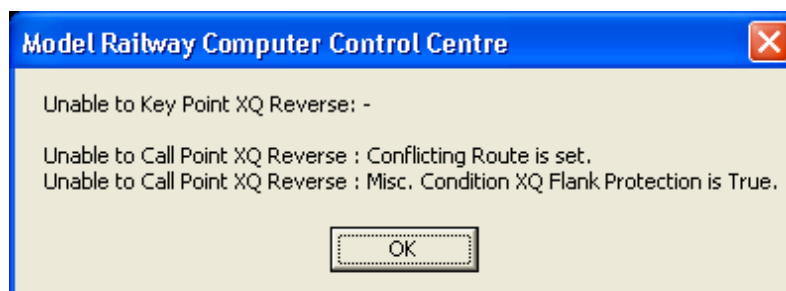 Model Railway Computer Control Centre
Unable to Key Point XQ Reverse: -
Unable to Call Point XQ Reverse : Conflicting Route is set.
Unable to Call Point XQ Reverse : Misc. Condition XQ Flank Protection is True.
OK